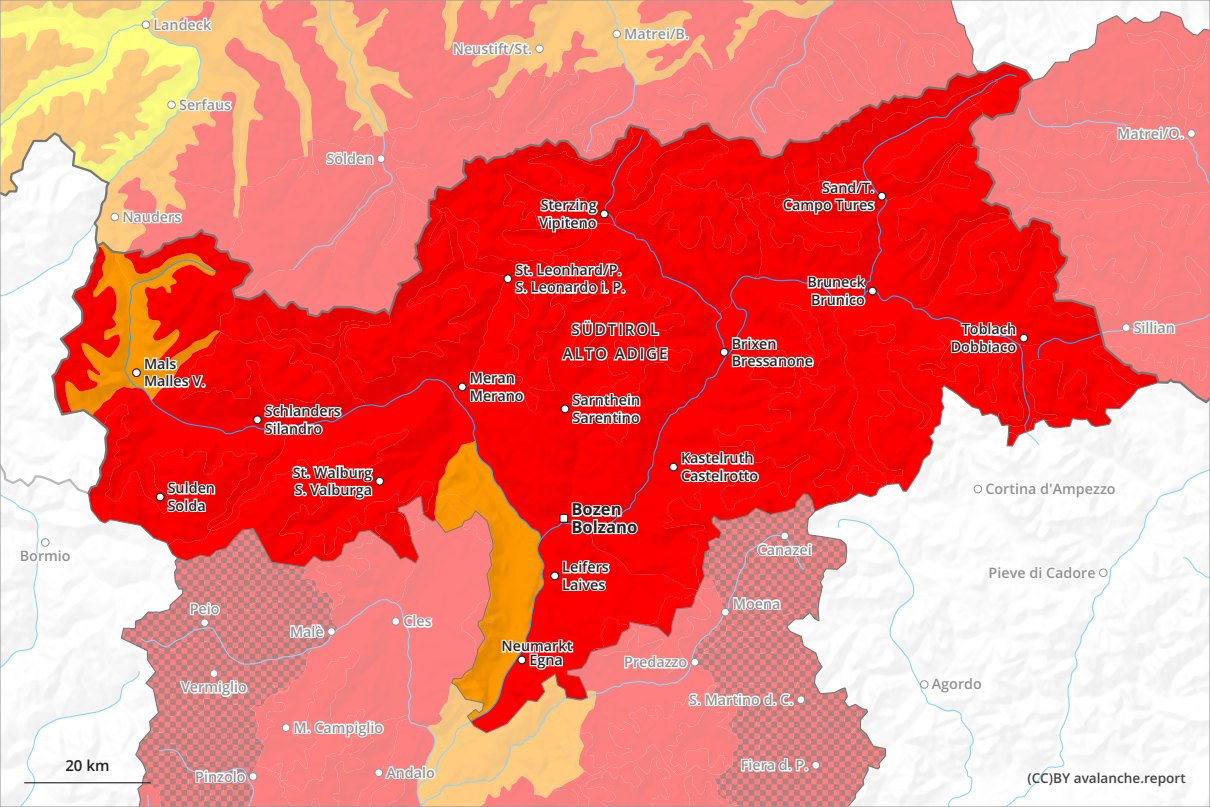 Landeck
Matrei/B.
Neustift/St.
Serfaus
Matrei/O.
Sölden
Sand/T.
Campo Tures
Sterzing
Vipiteno
Nauders
St. Leonhard/P.
S. Leonardo i. P.
Bruneck
Brunico
SÜDTIROL
ALTO ADIGE
Toblach
Dobbiaco
Sillian
Brixen
Bressanone
Mals
Malles V.
Meran
Merano
Sarnthein
Sarentino
Schlanders
Silandro
Kastelruth
Castelrotto
St. Walburg
S. Valburga
Sulden
Solda
Cortina d'Ampezzo
Bozen
Bolzano
Bormio
Canazei
Leifers
Laives
Pieve di Cadore
Peio
Moena
Cles
Malè
Neumarkt
Egna
Predazzo
Vermiglio
Agordo
S. Martino d. C.
M. Campiglio
20 km
Fiera d. P.
Pinzolo
Andalo
(CC)BY avalanche.report